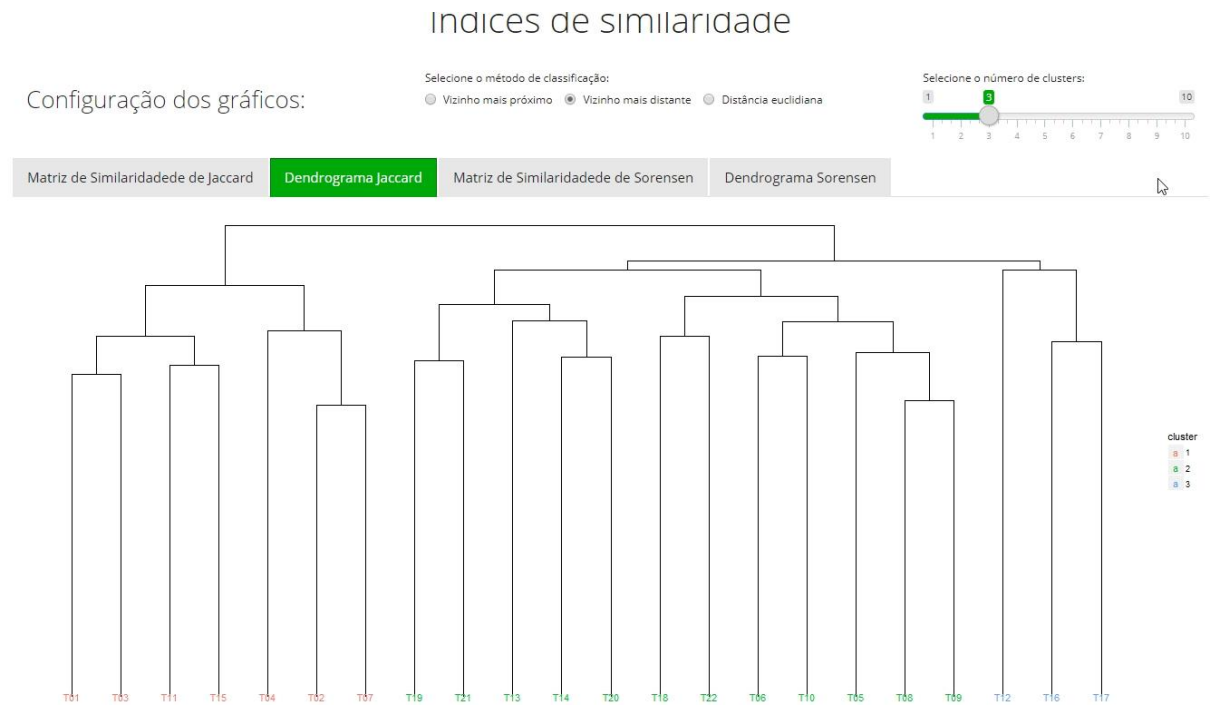 Índices de similaridade
Configuração dos gráficos:
Selecione o método de classificação:
Vizinho mais próximo Vizinho mais distante Distância euclidiana
Selecione o número de clusters:
1 3 10
1 2 3 4 5 6 7 8 9 10
Matriz de Similaridadede de Jaccard Dendrograma Jaccard Matriz de Similaridadede de Sorensen Dendrograma Sorensen
cluster
a 1
a 2
a 3
T01 T03 T11 T15 T04 T02 T07 T19 T21 T13 T14 T20 T18 T22 T06 T10 T05 T08 T09 T12 T16 T17